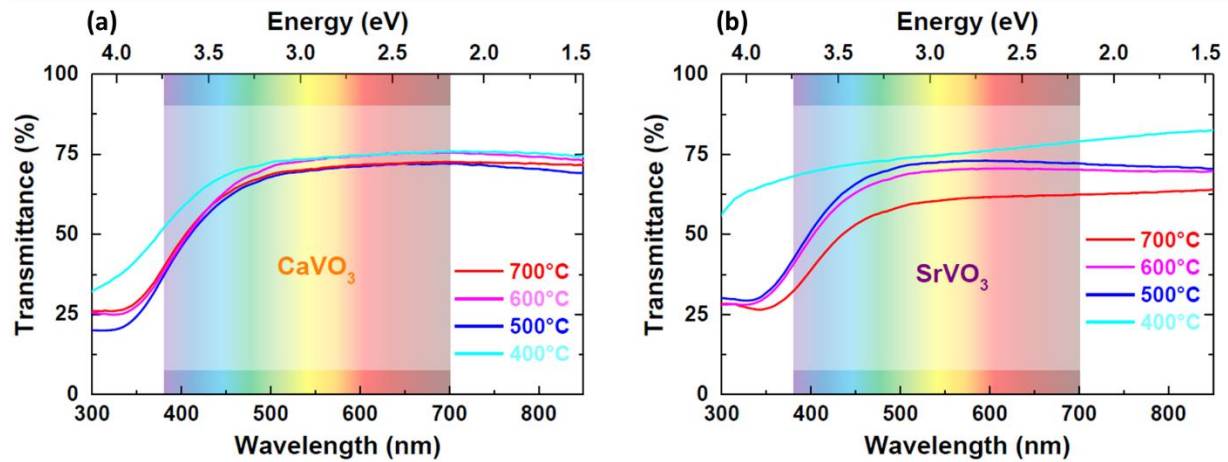 (a)
Energy (eV)
4.0 3.5 3.0 2.5 2.0 1.5
100
75
50
25
0
Transmittance (%)
CaVO₃
700°C
600°C
500°C
400°C
300 400 500 600 700 800
Wavelength (nm)
(b)
Energy (eV)
4.0 3.5 3.0 2.5 2.0 1.5
100
75
50
25
0
Transmittance (%)
SrVO₃
700°C
600°C
500°C
400°C
300 400 500 600 700 800
Wavelength (nm)